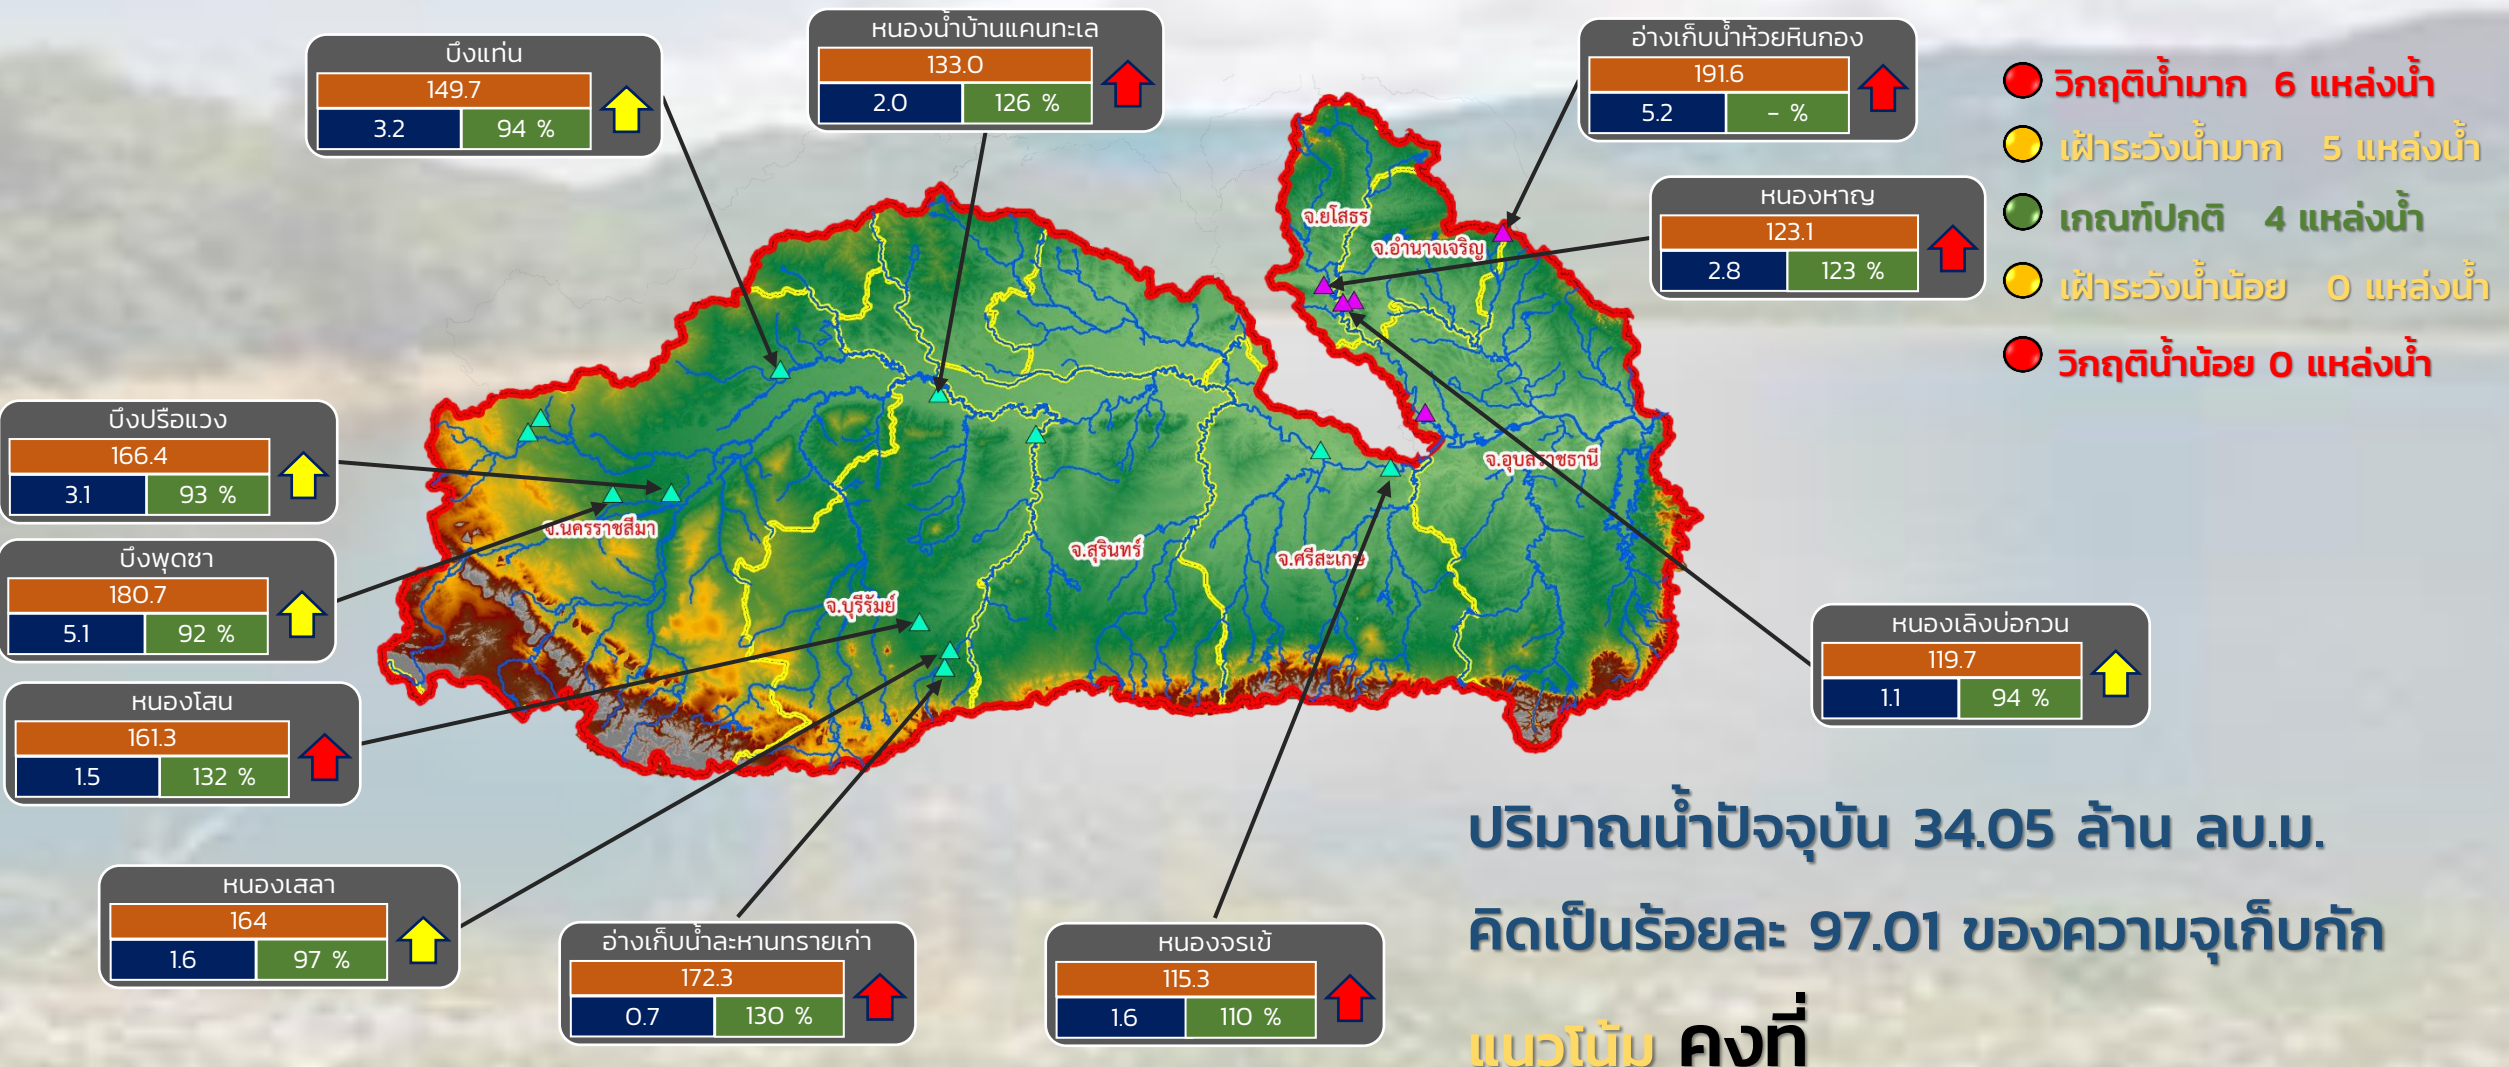 บึงแท่น
149.7
3.2 94 %
หนองน้ำบ้านแคนทะเล
133.0
2.0 126 %
อ่างเก็บน้ำห้วยหินกอง
191.6
5.2 - %
หนองหาญ
123.1
2.8 123 %
วิกฤติน้ำมาก 6 แหล่งน้ำ
เฝ้าระวังน้ำมาก 5 แหล่งน้ำ
เกณฑ์ปกติ 4 แหล่งน้ำ
เฝ้าระวังน้ำน้อย 0 แหล่งน้ำ
วิกฤติน้ำน้อย 0 แหล่งน้ำ
จ.ยโสธร
จ.อำนาจเจริญ
จ.อุบลราชธานี
จ.นครราชสีมา
จ.สุรินทร์
จ.ศรีสะเกษ
จ.บุรีรัมย์
บึงปรือแวง
166.4
3.1 93 %
บึงพุดซา
180.7
5.1 92 %
หนองโสน
161.3
1.5 132 %
หนองเสลา
164
1.6 97 %
อ่างเก็บน้ำละหานทรายเก่า
172.3
0.7 130 %
หนองจรเข้
115.3
1.6 110 %
หนองเลิงบ่อกวน
119.7
1.1 94 %
ปริมาณน้ำปัจจุบัน 34.05 ล้าน ลบ.ม.
คิดเป็นร้อยละ 97.01 ของความจุเก็บกัก
แนวโน้ม คงที่